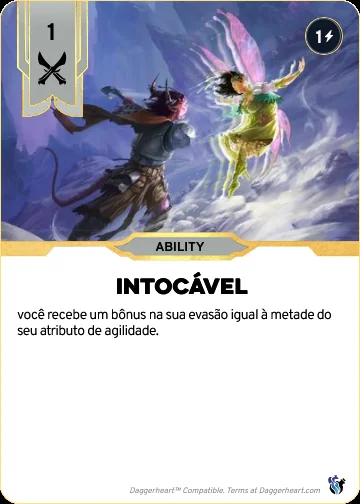 1
1
ABILITY
INTOCÁVEL
você recebe um bônus na sua evasão igual à metade do
seu atributo de agilidade.
Daggerheart™ Compatible. Terms at Daggerheart.com